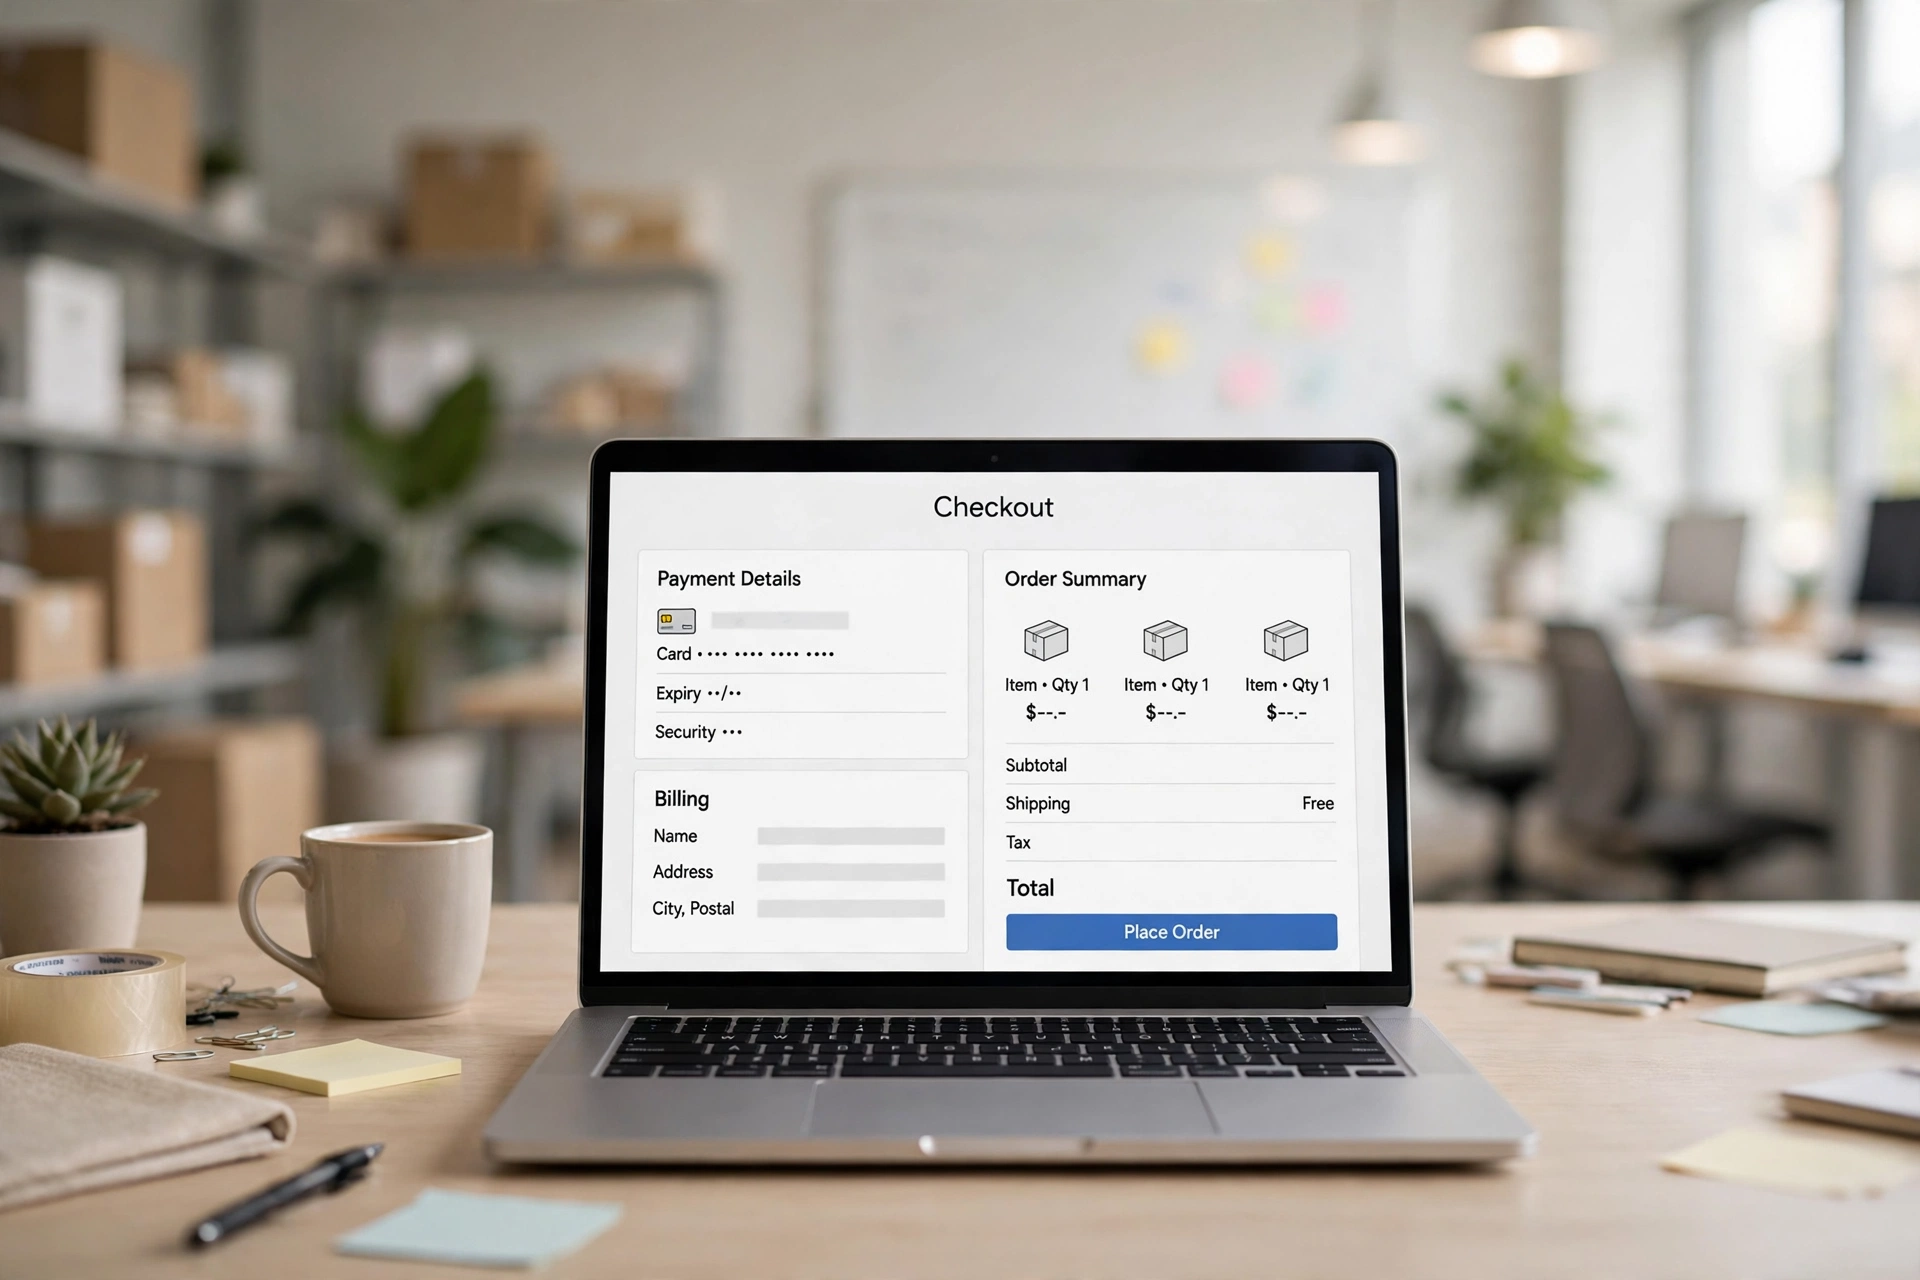 Checkout
Payment Details
Card •••• •••• •••• ••••
Expiry ••/••
Security •••
Billing
Name
Address
City, Postal
Order Summary
Item • Qty 1
$--.-
Item • Qty 1
$--.-
Item • Qty 1
$--.-
Subtotal
Shipping Free
Tax
Total
Place Order